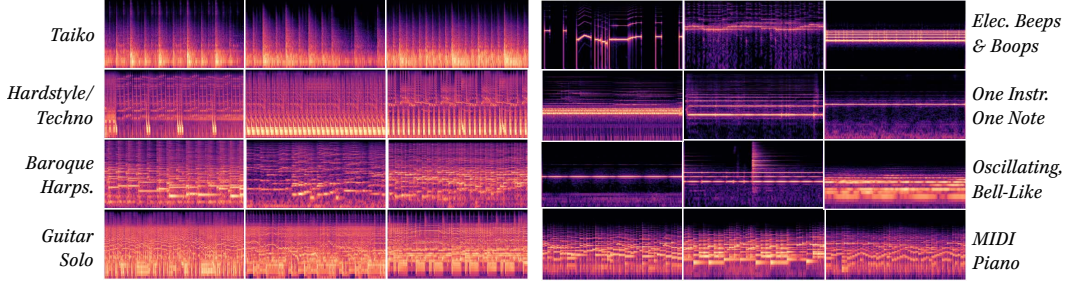 Taiko
Hardstyle/
Techno
Baroque
Harps.
Guitar
Solo
Elec. Beeps
& Boops
One Instr.
One Note
Oscillating,
Bell-Like
MIDI
Piano